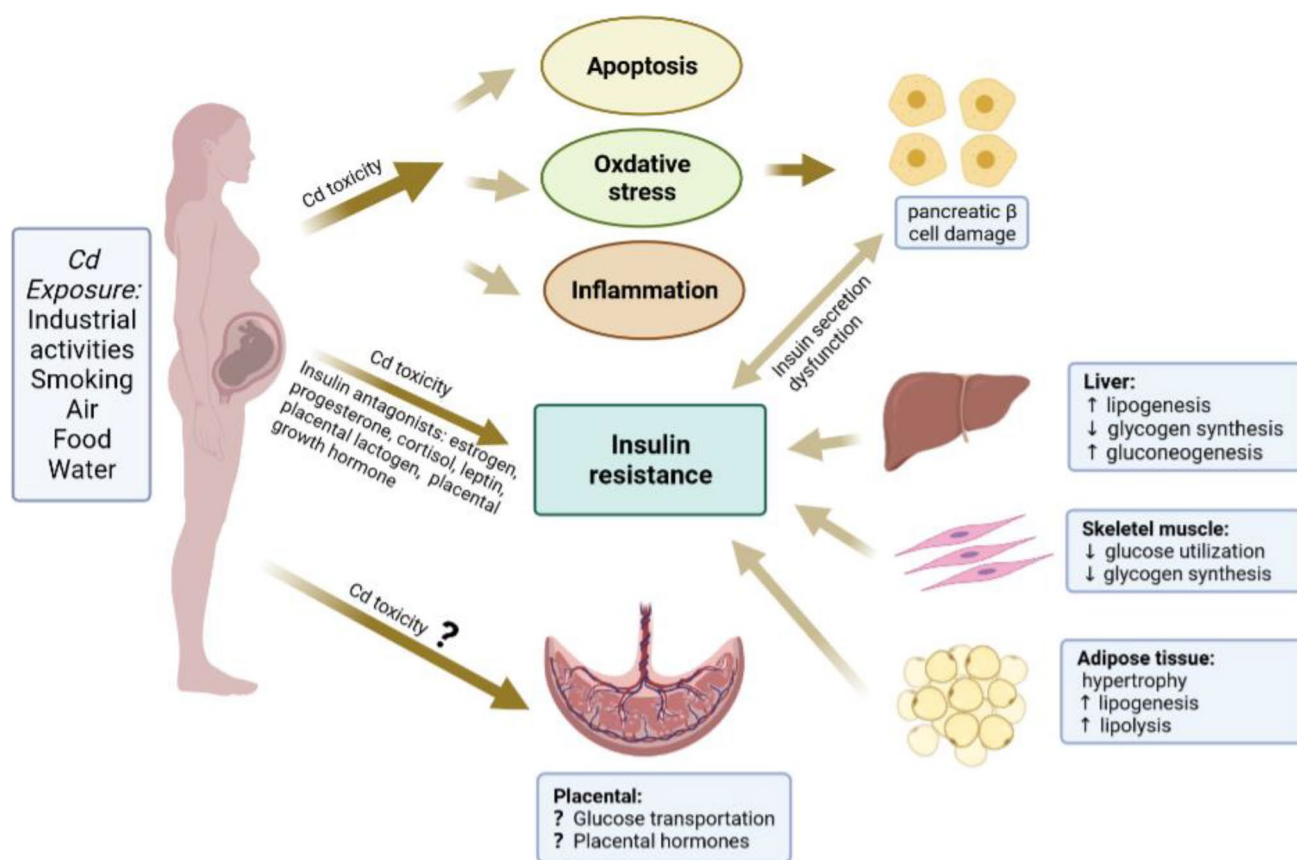 Cd
Exposure:
Industrial
activities
Smoking
Air
Food
Water
Cd toxicity
Apoptosis
Oxdative
stress
Inflammation
pancreatic β
cell damage
Insuin secretion
dysfunction
Cd toxicity
Insulin antagonists: estrogen,
progesterone, cortisol, leptin,
placental lactogen, placental
growth hormone
Insulin
resistance
Liver:
↑ lipogenesis
↓ glycogen synthesis
↑ gluconeogenesis
Skeletel muscle:
↓ glucose utilization
↓ glycogen synthesis
Adipose tissue:
hypertrophy
↑ lipogenesis
↑ lipolysis
Cd toxicity ?
Placental:
? Glucose transportation
? Placental hormones